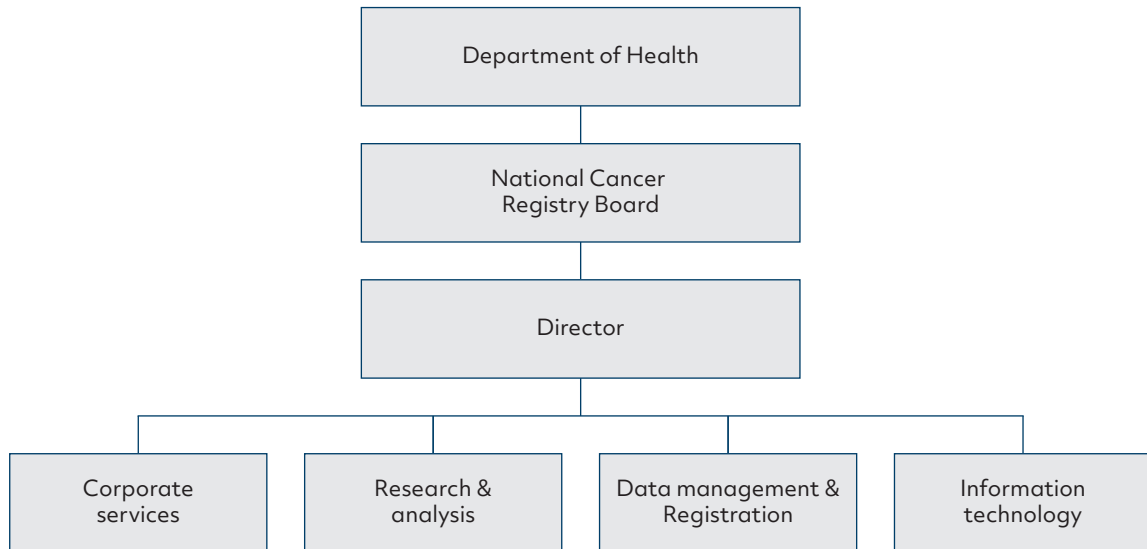 Department of Health
National Cancer
Registry Board
Director
Corporate
services
Research &
analysis
Data management &
Registration
Information
technology